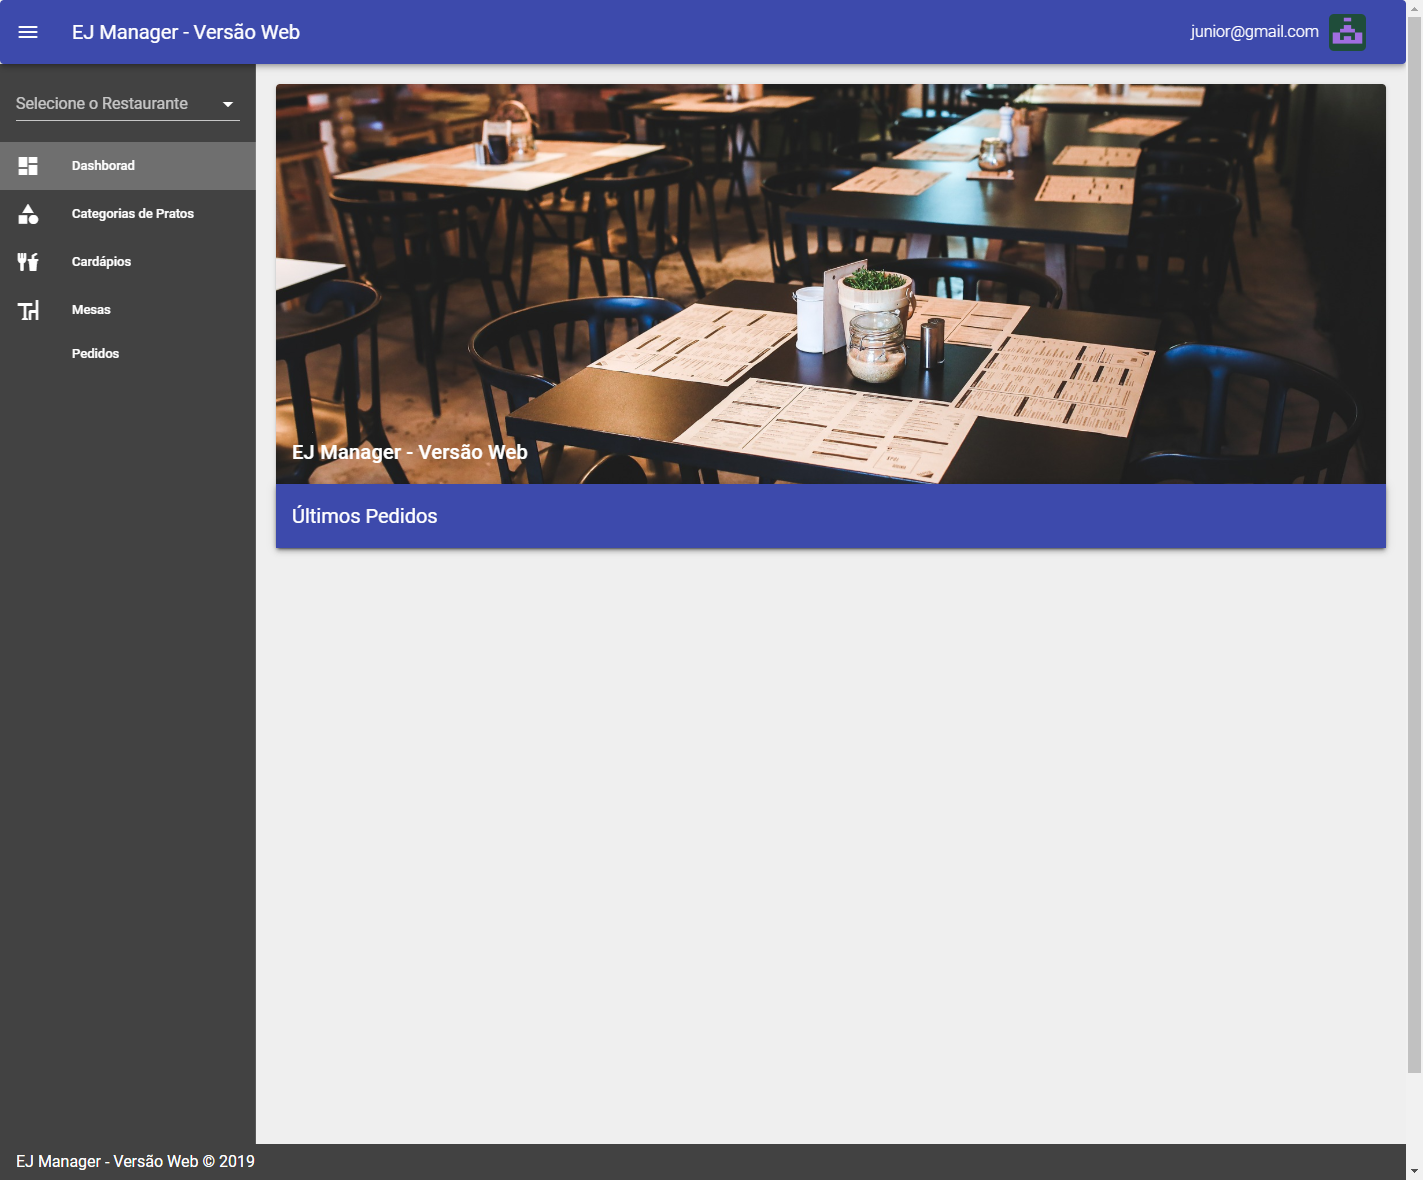 EJ Manager - Versão Web
junior@gmail.com
Selecione o Restaurante
Dashborad
Categorias de Pratos
Cardápios
Mesas
Pedidos
EJ Manager - Versão Web
Últimos Pedidos
EJ Manager - Versão Web © 2019